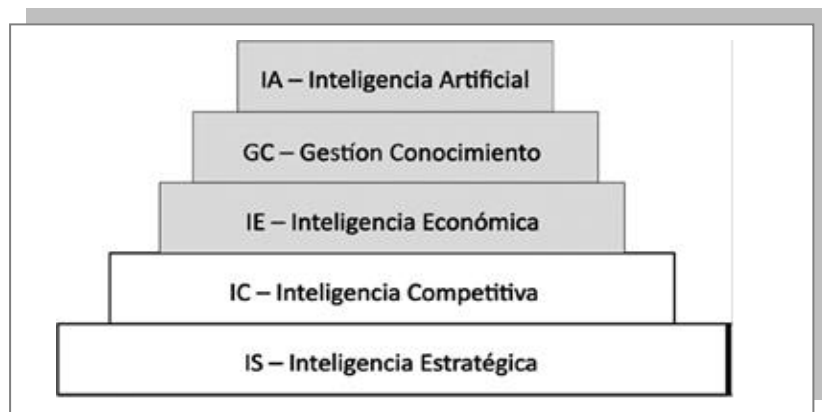 IA – Inteligencia Artificial
GC – Gestíon Conocimiento
IE – Inteligencia Económica
IC – Inteligencia Competitiva
IS – Inteligencia Estratégica